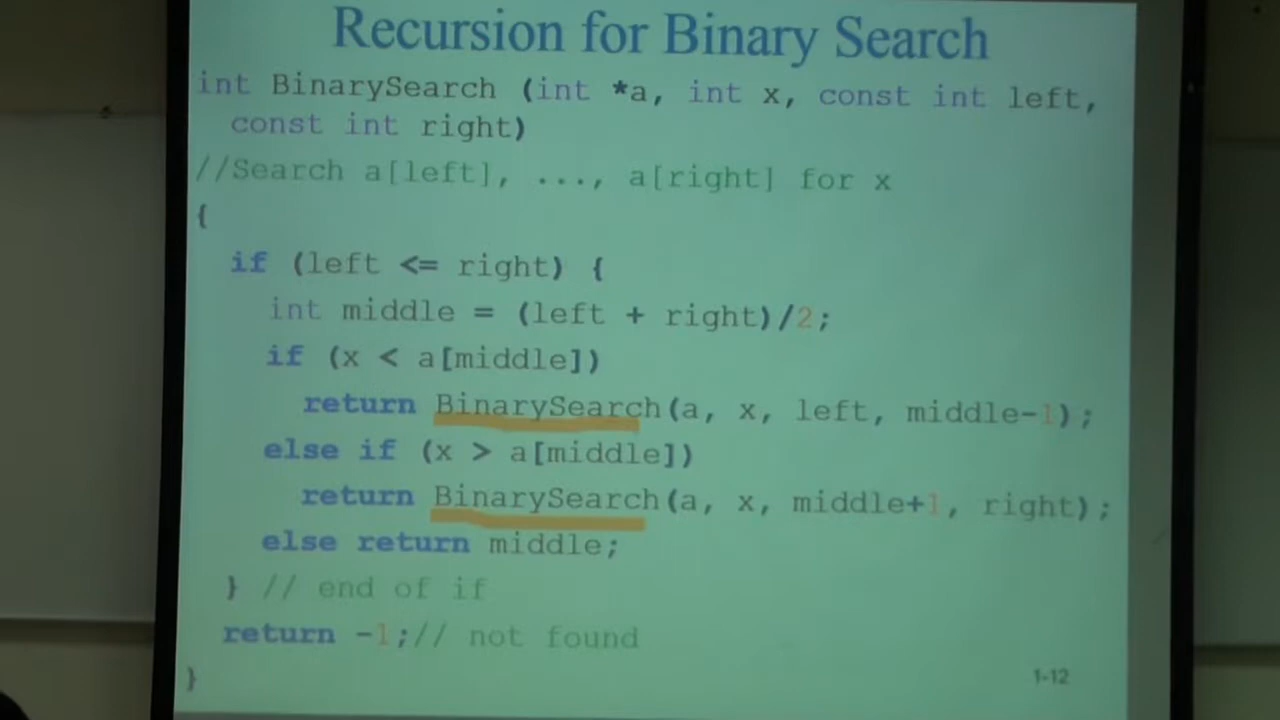 Recursion for Binary Search
int BinarySearch (int *a, int x, const int left,
const int right)
//Search a[left], ..., a[right] for x
{
if (left <= right) {
int middle = (left + right)/2;
if (x < a[middle])
return BinarySearch(a, x, left, middle-1);
else if (x > a[middle])
return BinarySearch(a, x, middle+1, right);
else return middle;
} // end of if
return -1;// not found
}
1-12